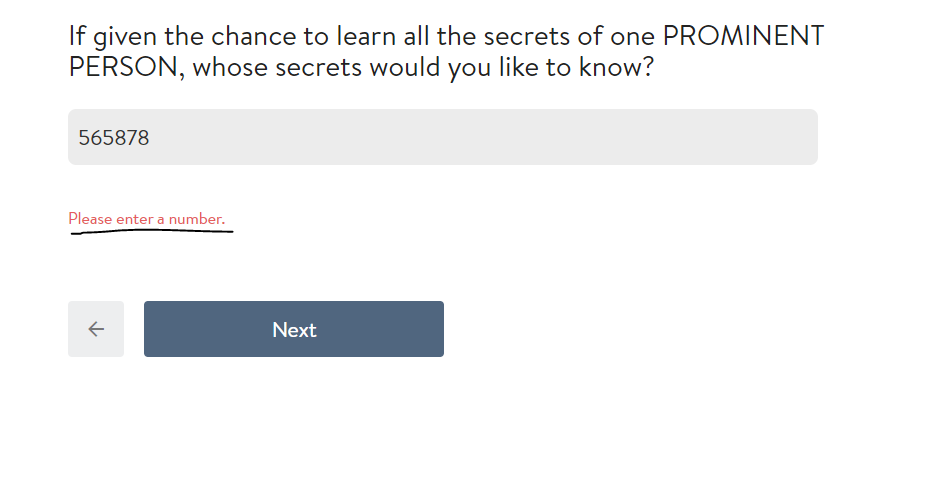 If given the chance to learn all the secrets of one PROMINENT
PERSON, whose secrets would you like to know?
565878
Please enter a number.
Next